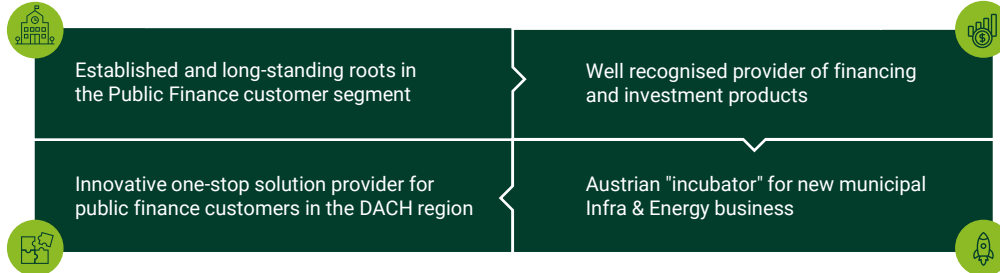 Established and long-standing roots in
the Public Finance customer segment
Well recognised provider of financing
and investment products
Innovative one-stop solution provider for
public finance customers in the DACH region
Austrian "incubator" for new municipal
Infra & Energy business